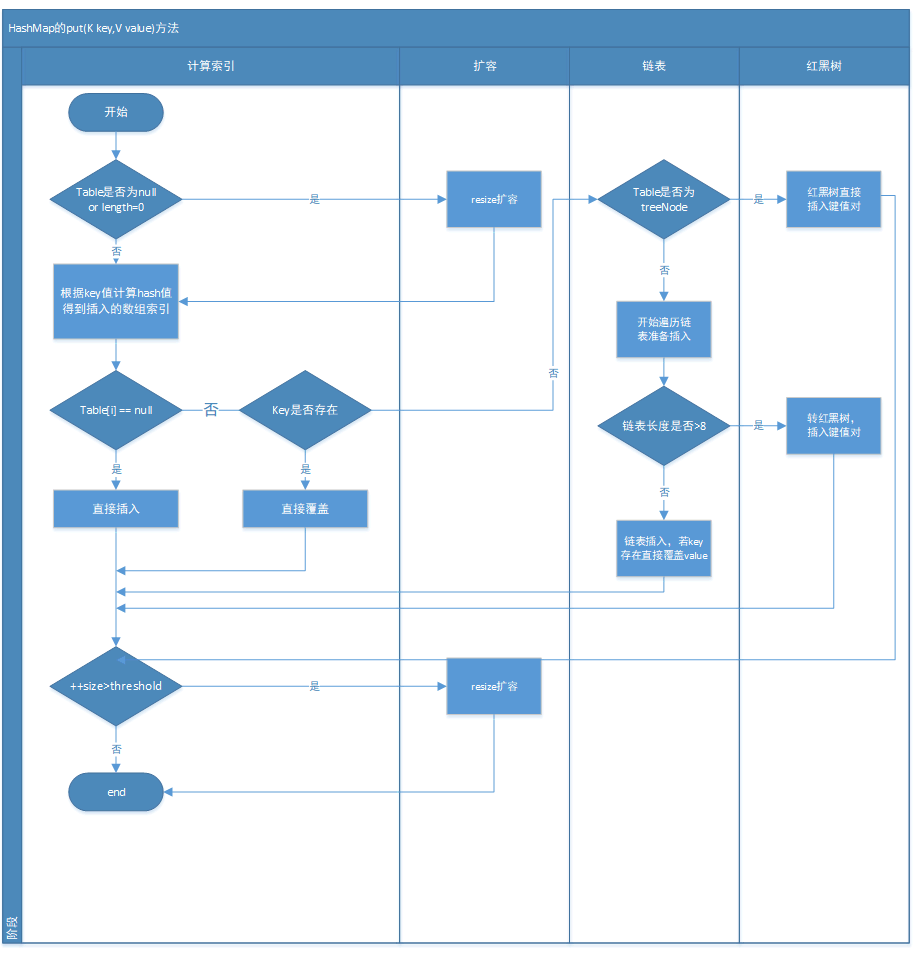 HashMap的put(K key,V value)方法
计算索引
扩容
链表
红黑树
开始
Table是否为null
or length=0
是
resize扩容
Table是否为
treeNode
是
红黑树直接
插入键值对
否
否
根据key值计算hash值
得到插入的数组索引
开始遍历链
表准备插入
否
Table[i] == null
否
Key是否存在
链表长度是否>8
是
转红黑树，
插入键值对
是
是
否
直接插入
直接覆盖
链表插入，若key
存在直接覆盖value
++size>threshold
是
resize扩容
否
end
阶段